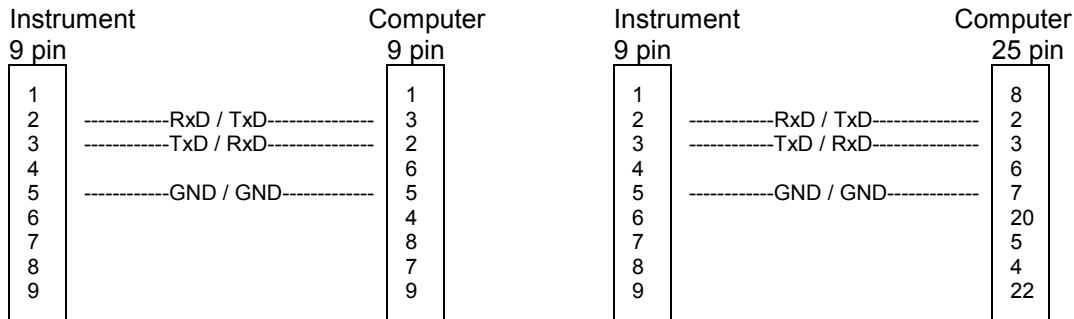 Instrument Computer Instrument Computer
9 pin 9 pin 9 pin 25 pin
1 1 1 8
2 -------------RxD / TxD---------------- 3 2 -------------RxD / TxD---------------- 2
3 -------------TxD / RxD---------------- 2 3 -------------TxD / RxD---------------- 3
4 6 4 6
5 -------------GND / GND-------------- 5 5 -------------GND / GND-------------- 7
6 4 6 20
7 8 7 5
8 7 8 4
9 9 9 22